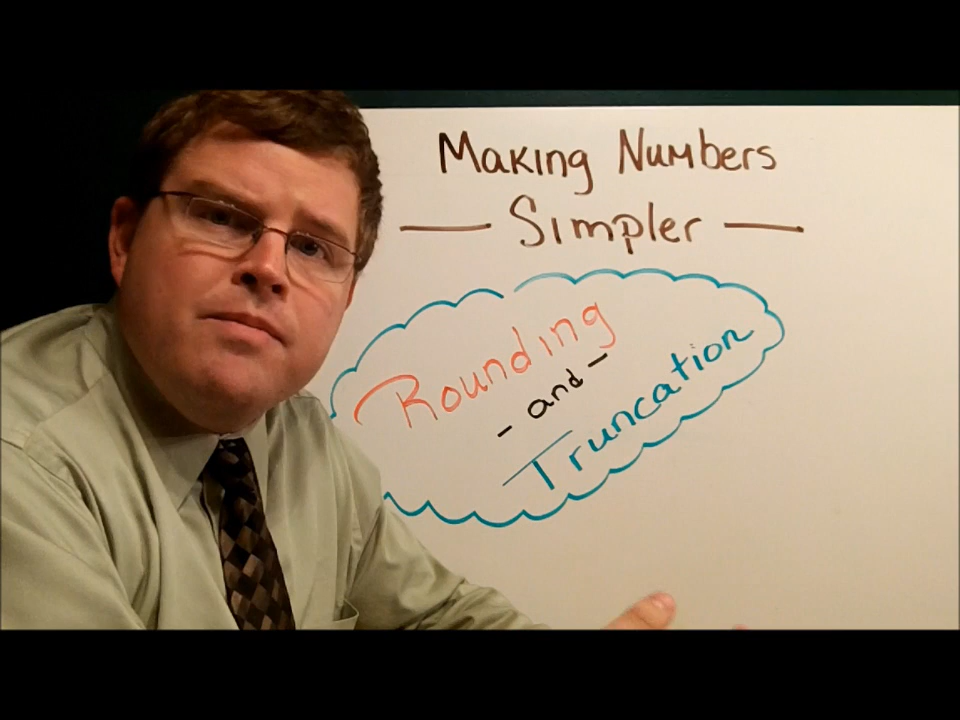 Making Numbers
Simpler
Rounding
- and -
Truncation